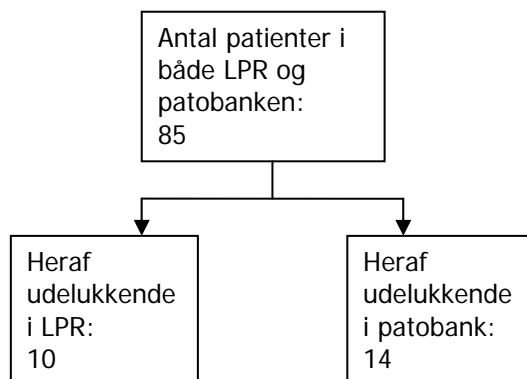 Antal patienter i
både LPR og
patobanken:
85
Heraf
udelukkende
i LPR:
10
Heraf
udelukkende
i patobank:
14